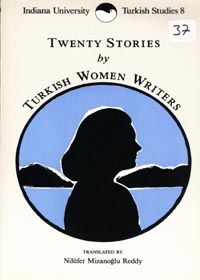 Indiana University Turkish Studies 8
37
TWENTY STORIES
by
TURKISH WOMEN WRITERS
TRANSLATED BY
Nilüfer Mizanoğlu Reddy